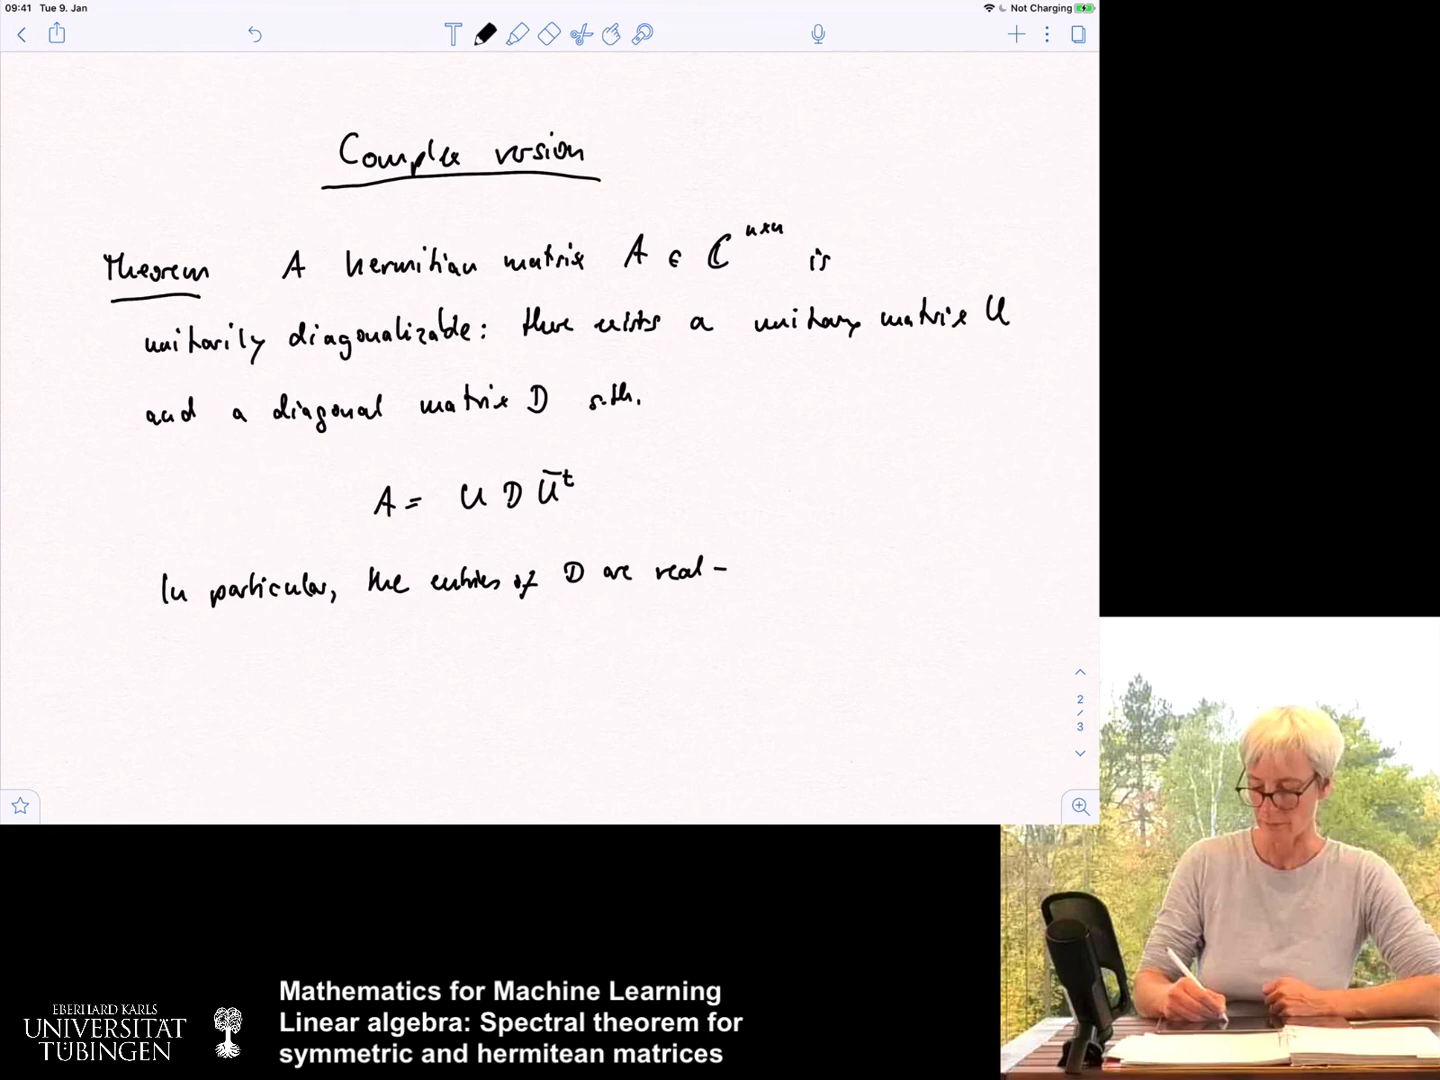 09:41 Tue 9. Jan
Not Charging
Complex version
Theorem A hermitian matrix A ∈ ℂⁿˣⁿ is
unitarily diagonalizable: there exists a unitary matrix U
and a diagonal matrix D s.th.
A = U D Ūᵗ
In particular, the entries of D are real-
2
3
EBERHARD KARLS
UNIVERSITÄT
TÜBINGEN
Mathematics for Machine Learning
Linear algebra: Spectral theorem for
symmetric and hermitean matrices